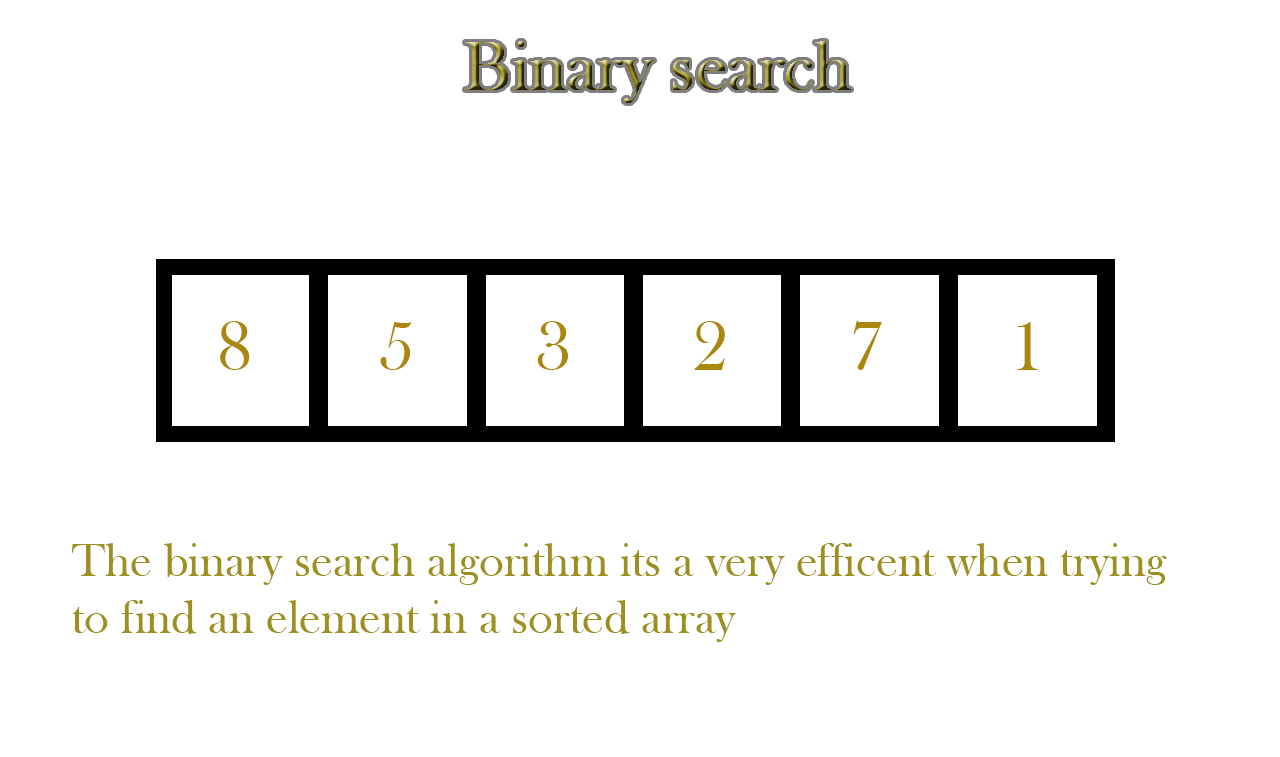 Binary search
8 5 3 2 7 1
The binary search algorithm its a very efficent when trying
to find an element in a sorted array